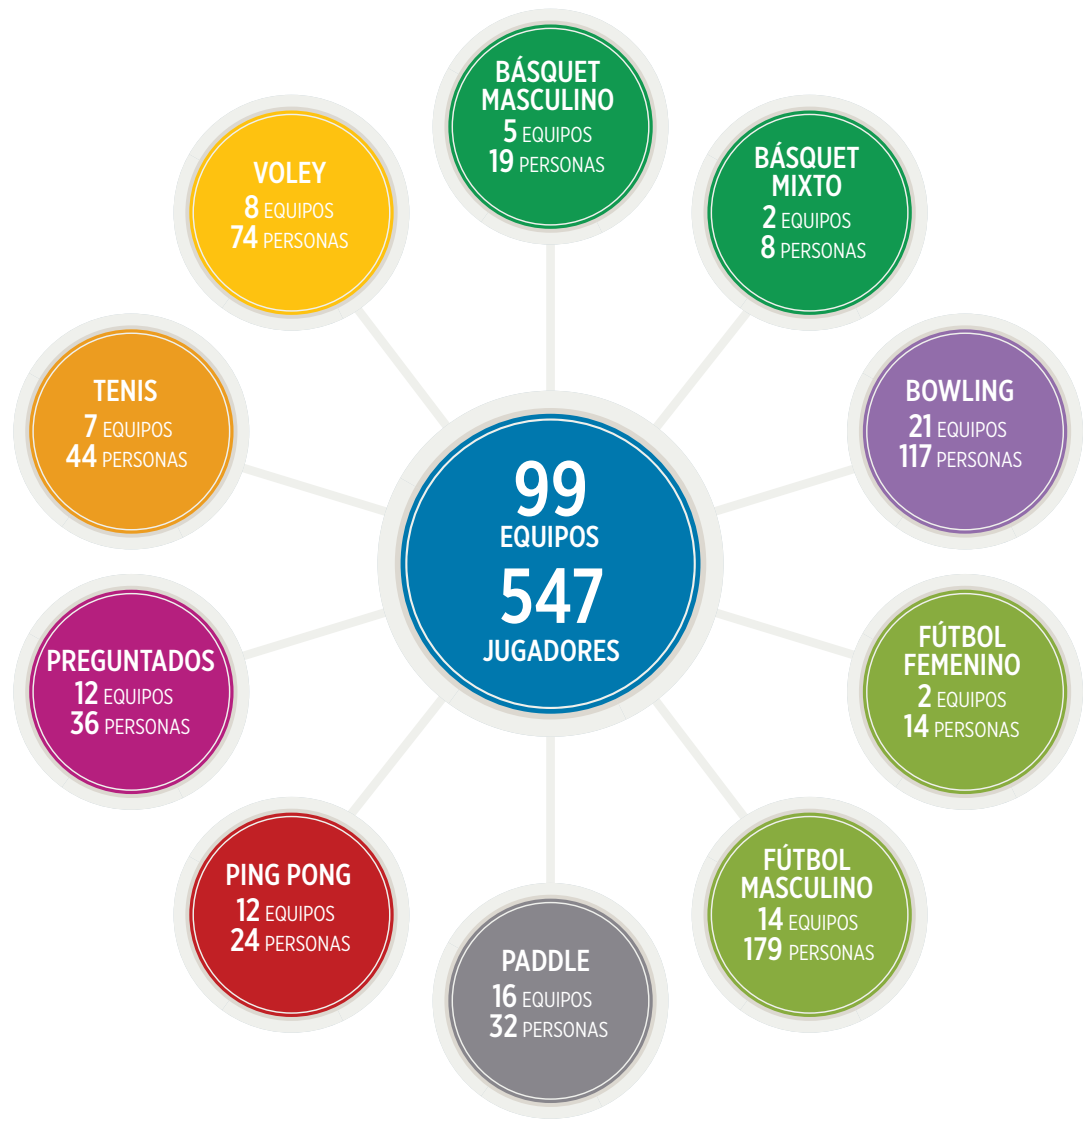 BÁSQUET
MASCULINO
5 EQUIPOS
19 PERSONAS
BÁSQUET
MIXTO
2 EQUIPOS
8 PERSONAS
BOWLING
21 EQUIPOS
117 PERSONAS
FÚTBOL
FEMENINO
2 EQUIPOS
14 PERSONAS
FÚTBOL
MASCULINO
14 EQUIPOS
179 PERSONAS
PADDLE
16 EQUIPOS
32 PERSONAS
PING PONG
12 EQUIPOS
24 PERSONAS
PREGUNTADOS
12 EQUIPOS
36 PERSONAS
TENIS
7 EQUIPOS
44 PERSONAS
VOLEY
8 EQUIPOS
74 PERSONAS
99
EQUIPOS
547
JUGADORES